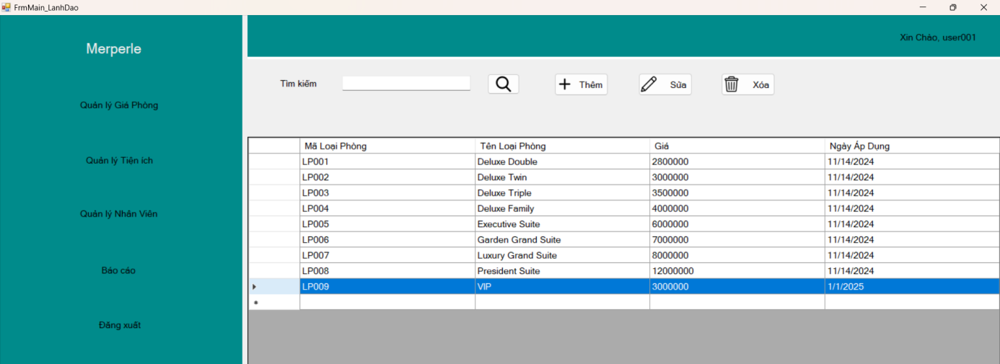 FrmMain_LanhDao
Merperle
Quản lý Giá Phòng
Quản lý Tiện ích
Quản lý Nhân Viên
Báo cáo
Đăng xuất
Xin Chào, user001
Tìm kiếm Thêm Sửa Xóa
Mã Loại Phòng Tên Loại Phòng Giá Ngày Áp Dụng
LP001 Deluxe Double 2800000 11/14/2024
LP002 Deluxe Twin 3000000 11/14/2024
LP003 Deluxe Triple 3500000 11/14/2024
LP004 Deluxe Family 4000000 11/14/2024
LP005 Executive Suite 6000000 11/14/2024
LP006 Garden Grand Suite 7000000 11/14/2024
LP007 Luxury Grand Suite 8000000 11/14/2024
LP008 President Suite 12000000 11/14/2024
LP009 VIP 3000000 1/1/2025